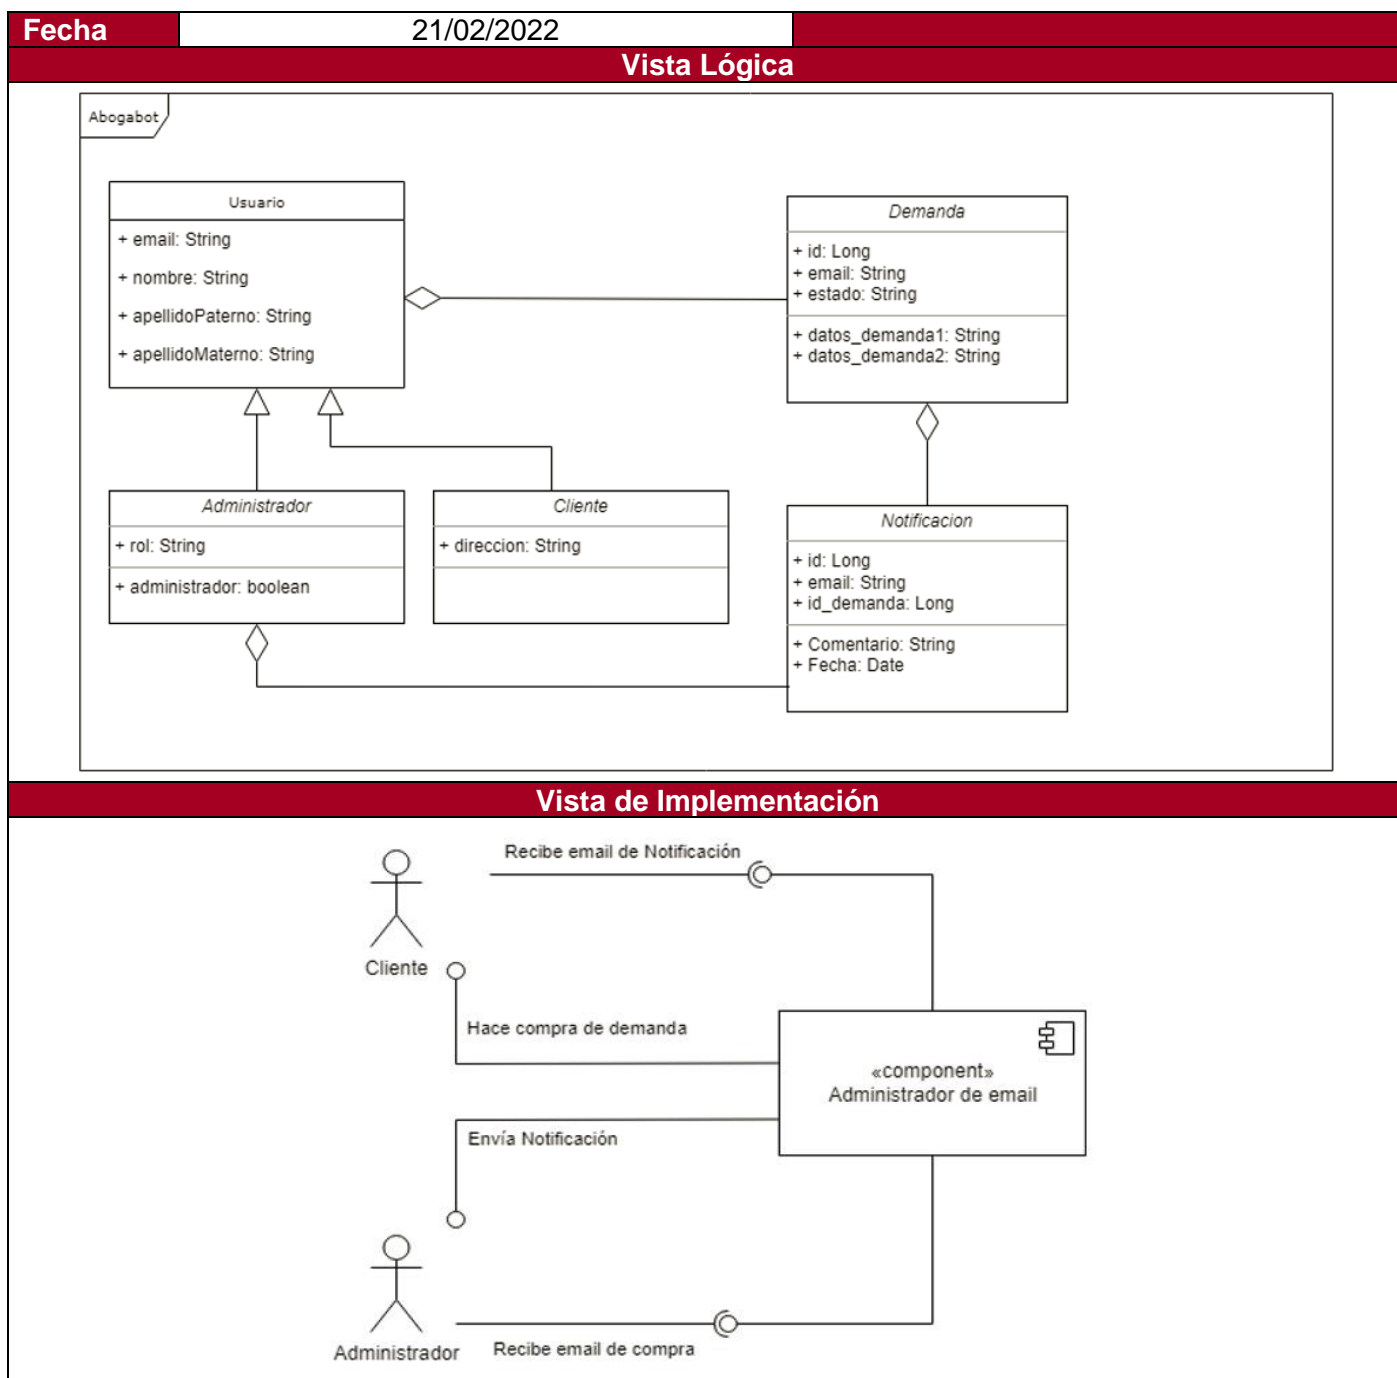 Fecha
21/02/2022
Vista Lógica
Abogabot
Usuario
+ email: String
+ nombre: String
+ apellidoPaterno: String
+ apellidoMaterno: String
Demanda
+ id: Long
+ email: String
+ estado: String
+ datos_demanda1: String
+ datos_demanda2: String
Administrador
+ rol: String
+ administrador: boolean
Cliente
+ direccion: String
Notificacion
+ id: Long
+ email: String
+ id_demanda: Long
+ Comentario: String
+ Fecha: Date
Vista de Implementación
Recibe email de Notificación
Cliente
Hace compra de demanda
«component»
Administrador de email
Envía Notificación
Administrador
Recibe email de compra